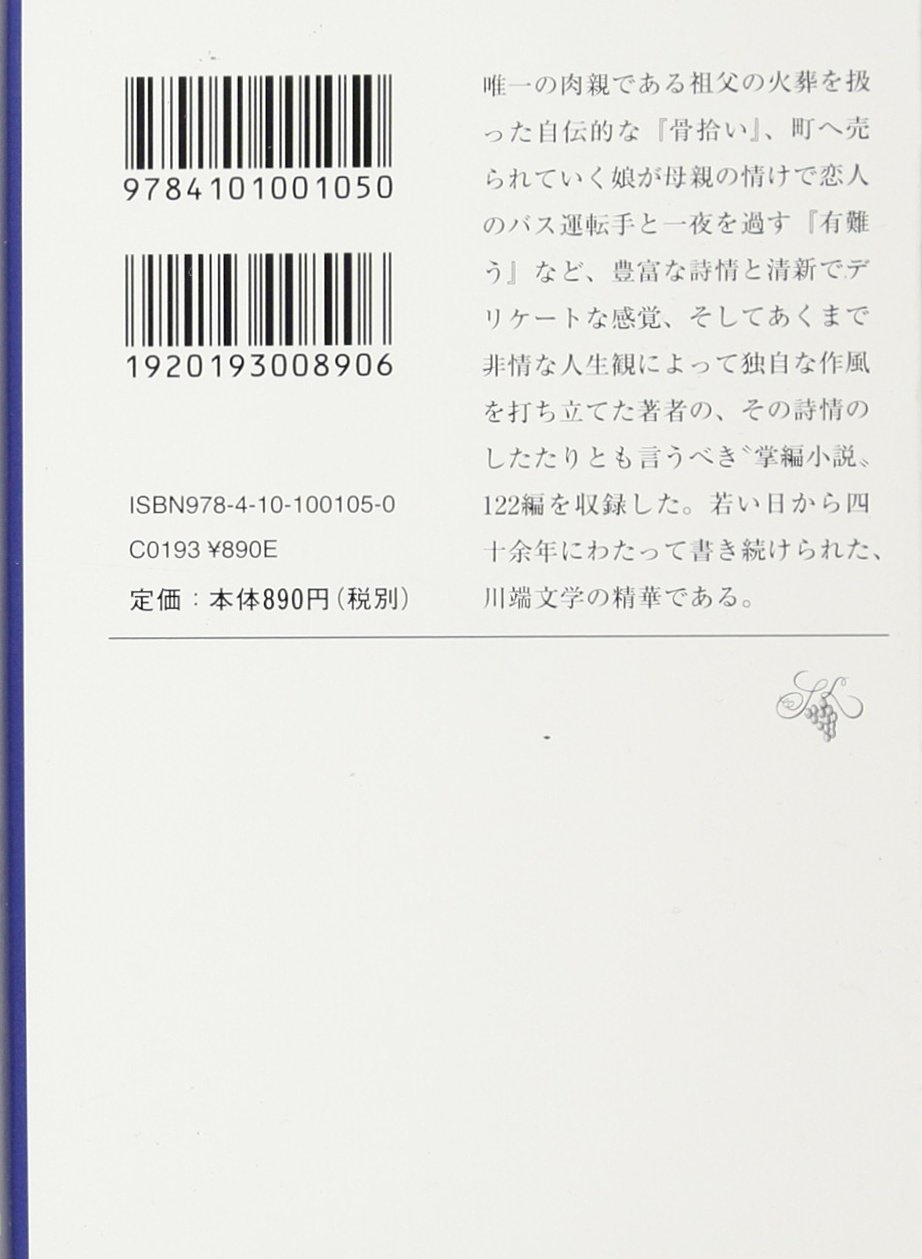 9784101001050
1920193008906
ISBN978-4-10-100105-0
C0193 ¥890E
定価：本体890円（税別）
唯一の肉親である祖父の火葬を扱
った自伝的な『骨拾い』、町へ売
られていく娘が母親の情けで恋人
のバス運転手と一夜を過す『有難
う』など、豊富な詩情と清新でデ
リケートな感覚、そしてあくまで
非情な人生観によって独自な作風
を打ち立てた著者の、その詩情の
したたりとも言うべき〝掌編小説〟
122編を収録した。若い日から四
十余年にわたって書き続けられた、
川端文学の精華である。